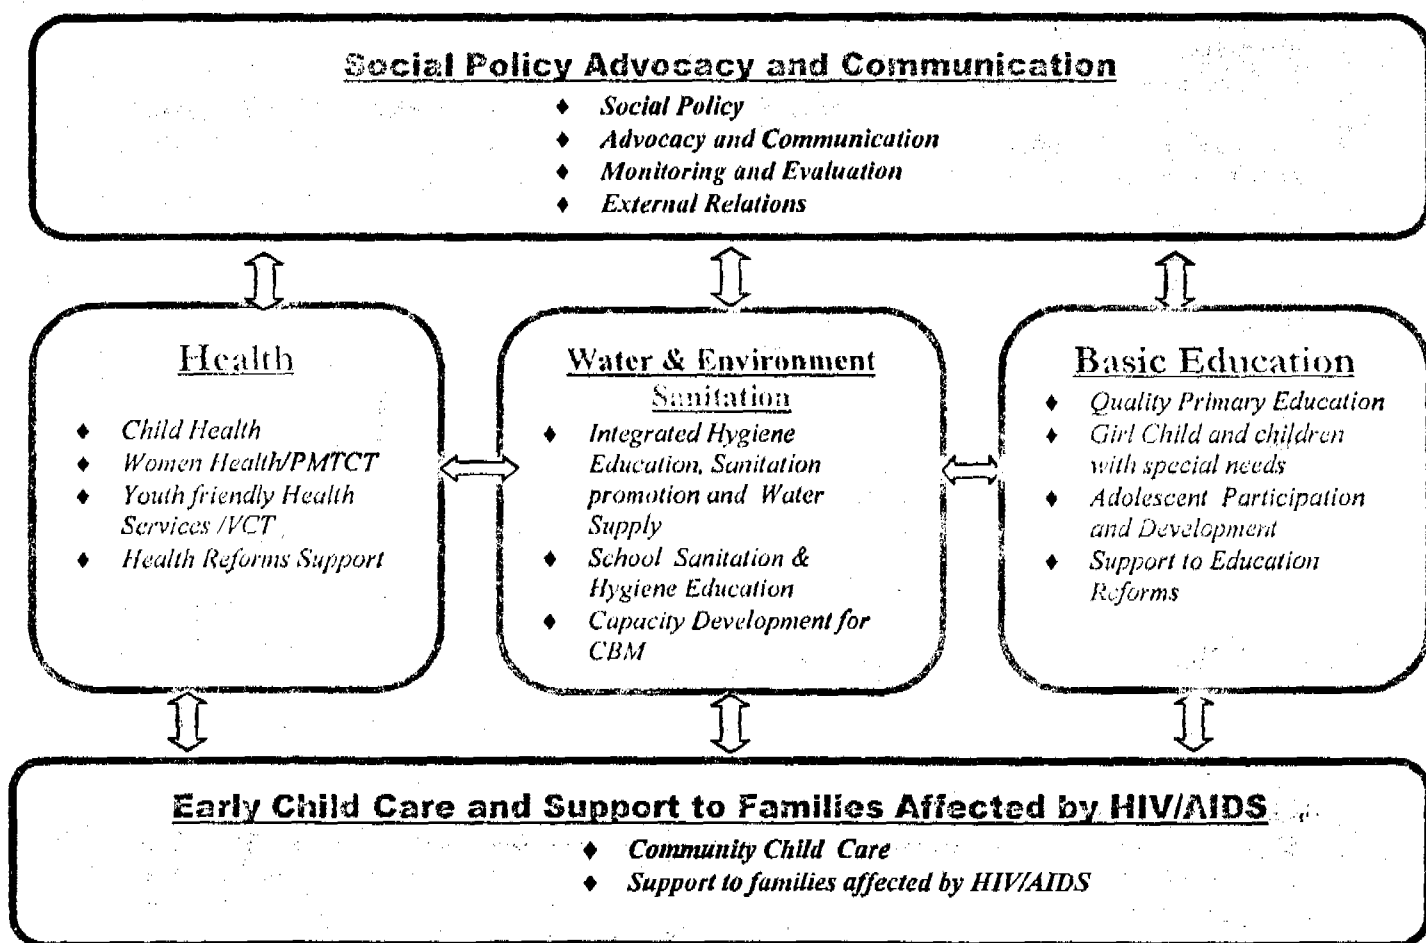 Social Policy Advocacy and Communication
♦ Social Policy
♦ Advocacy and Communication
♦ Monitoring and Evaluation
♦ External Relations
Health
♦ Child Health
♦ Women Health/PMTCT
♦ Youth friendly Health
Services /VCT
♦ Health Reforms Support
Water & Environment
Sanitation
♦ Integrated Hygiene
Education, Sanitation
promotion and Water
Supply
♦ School Sanitation &
Hygiene Education
♦ Capacity Development for
CBM
Basic Education
♦ Quality Primary Education
♦ Girl Child and children
with special needs
♦ Adolescent Participation
and Development
♦ Support to Education
Reforms
Early Child Care and Support to Families Affected by HIV/AIDS
♦ Community Child Care
♦ Support to families affected by HIV/AIDS